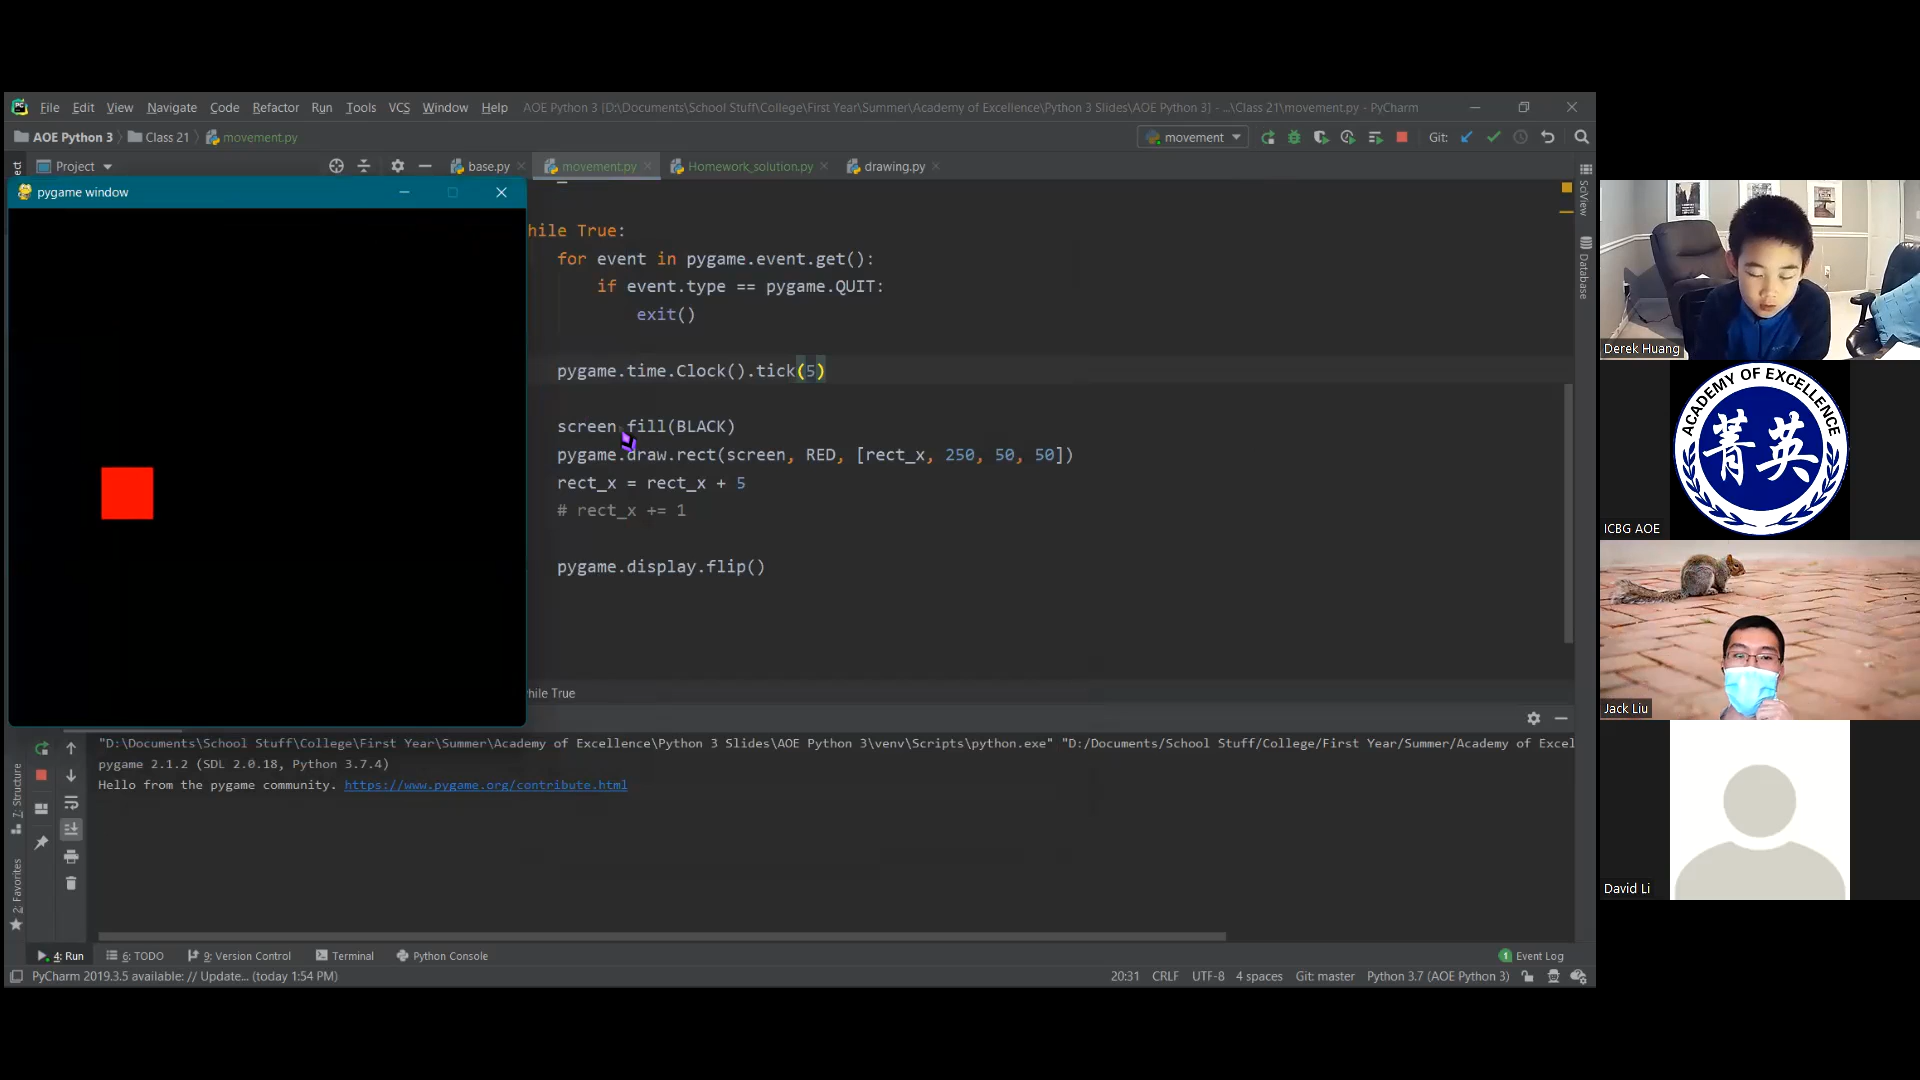 File Edit View Navigate Code Refactor Run Tools VCS Window Help AOE Python 3 [D:\Documents\School Stuff\College\First Year\Summer\Academy of Excellence\Python 3 Slides\AOE Python 3] - ...\Class 21\movement.py - PyCharm
AOE Python 3 Class 21 movement.py movement Git:
Project base.py movement.py Homework_solution.py drawing.py
pygame window
hile True:
for event in pygame.event.get():
if event.type == pygame.QUIT:
exit()
pygame.time.Clock().tick(5)
screen.fill(BLACK)
pygame.draw.rect(screen, RED, [rect_x, 250, 50, 50])
rect_x = rect_x + 5
# rect_x += 1
pygame.display.flip()
hile True
"D:\Documents\School Stuff\College\First Year\Summer\Academy of Excellence\Python 3 Slides\AOE Python 3\venv\Scripts\python.exe" "D:/Documents/School Stuff/College/First Year/Summer/Academy of Excel
pygame 2.1.2 (SDL 2.0.18, Python 3.7.4)
Hello from the pygame community. https://www.pygame.org/contribute.html
4: Run 6: TODO 9: Version Control Terminal Python Console 1 Event Log
PyCharm 2019.3.5 available: // Update... (today 1:54 PM) 20:31 CRLF UTF-8 4 spaces Git: master Python 3.7 (AOE Python 3)
ct
7: Structure
2: Favorites
SciView
Database
Derek Huang
ACADEMY OF EXCELLENCE
菁英
ICBG AOE
Jack Liu
David Li